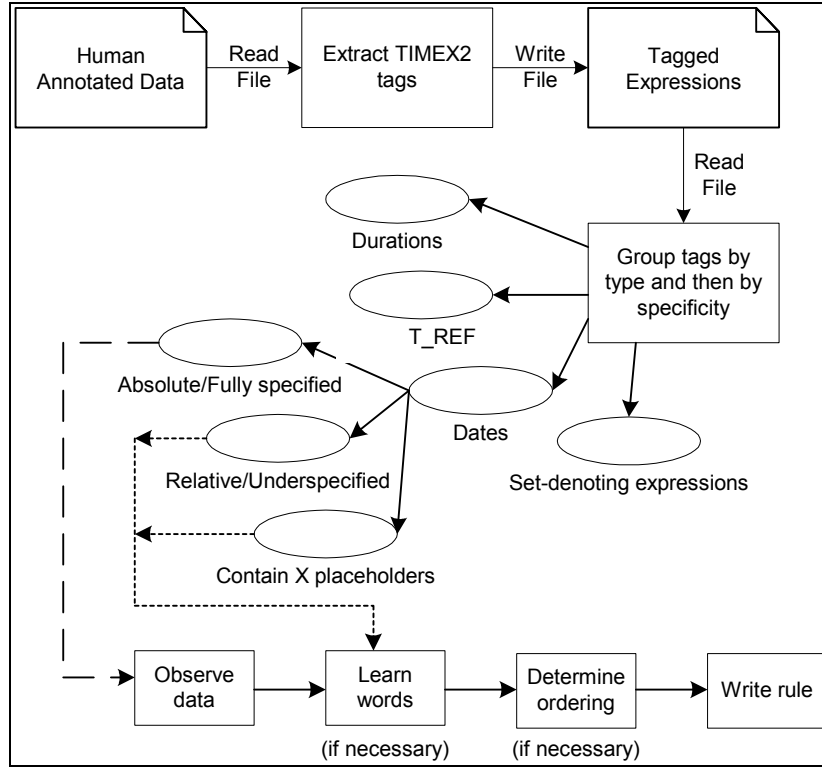 Human
Annotated Data
Read
File
Extract TIMEX2
tags
Write
File
Tagged
Expressions
Read
File
Group tags by
type and then by
specificity
Durations
T_REF
Absolute/Fully specified
Dates
Relative/Underspecified
Set-denoting expressions
Contain X placeholders
Observe
data
Learn
words
(if necessary)
Determine
ordering
(if necessary)
Write rule